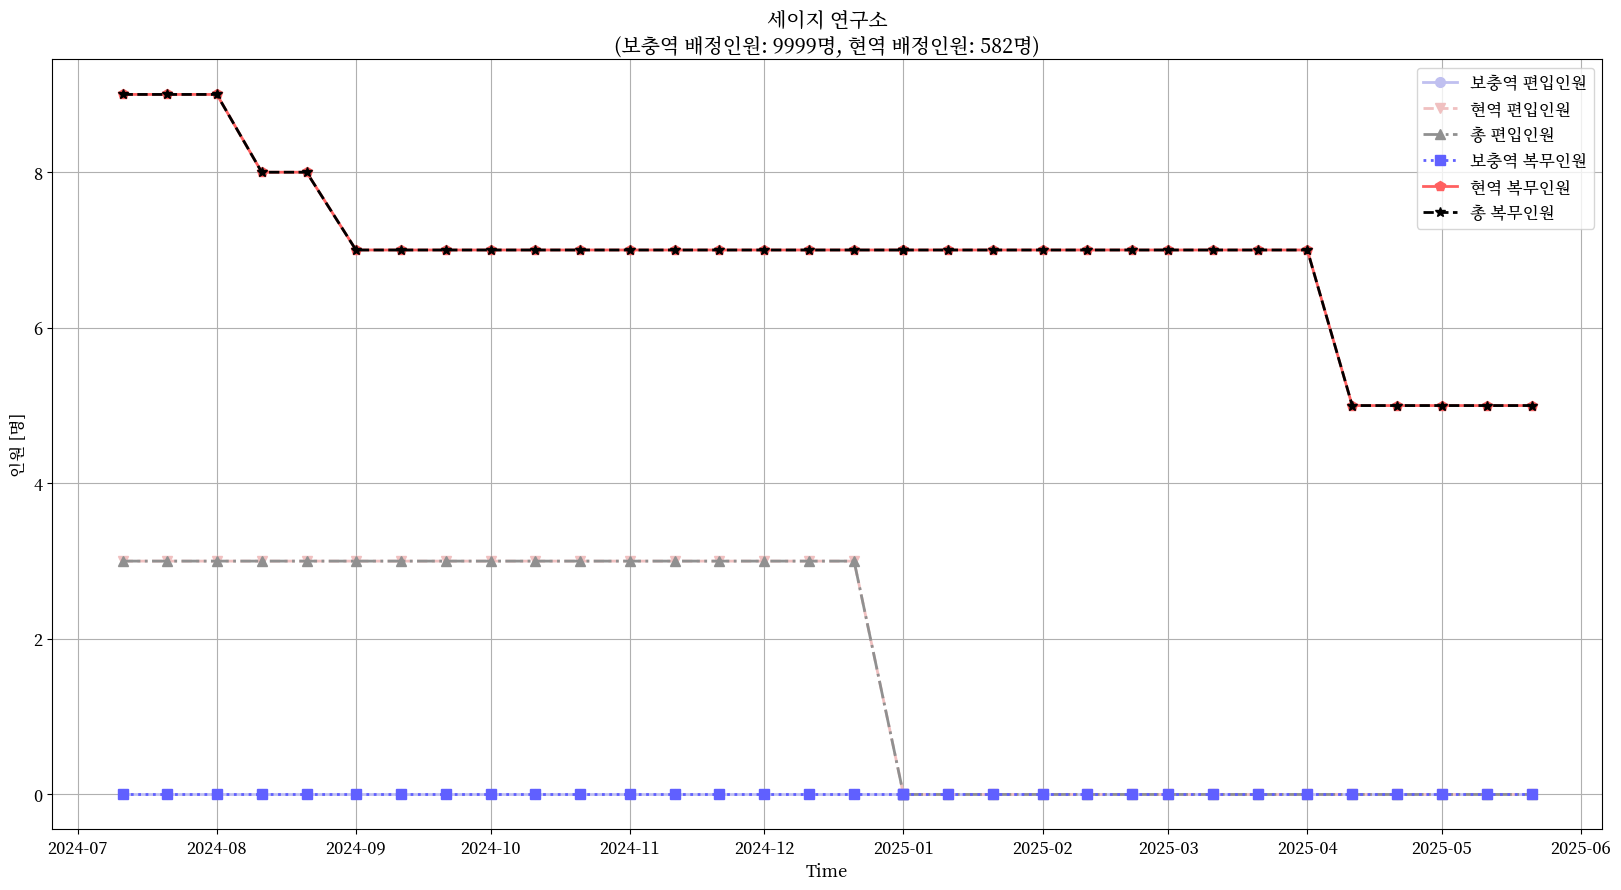 세이지 연구소
(보충역 배정인원: 9999명, 현역 배정인원: 582명)
보충역 편입인원
현역 편입인원
총 편입인원
보충역 복무인원
현역 복무인원
총 복무인원
인원 [명]
8
6
4
2
0
2024-07 2024-08 2024-09 2024-10 2024-11 2024-12 2025-01 2025-02 2025-03 2025-04 2025-05 2025-06
Time